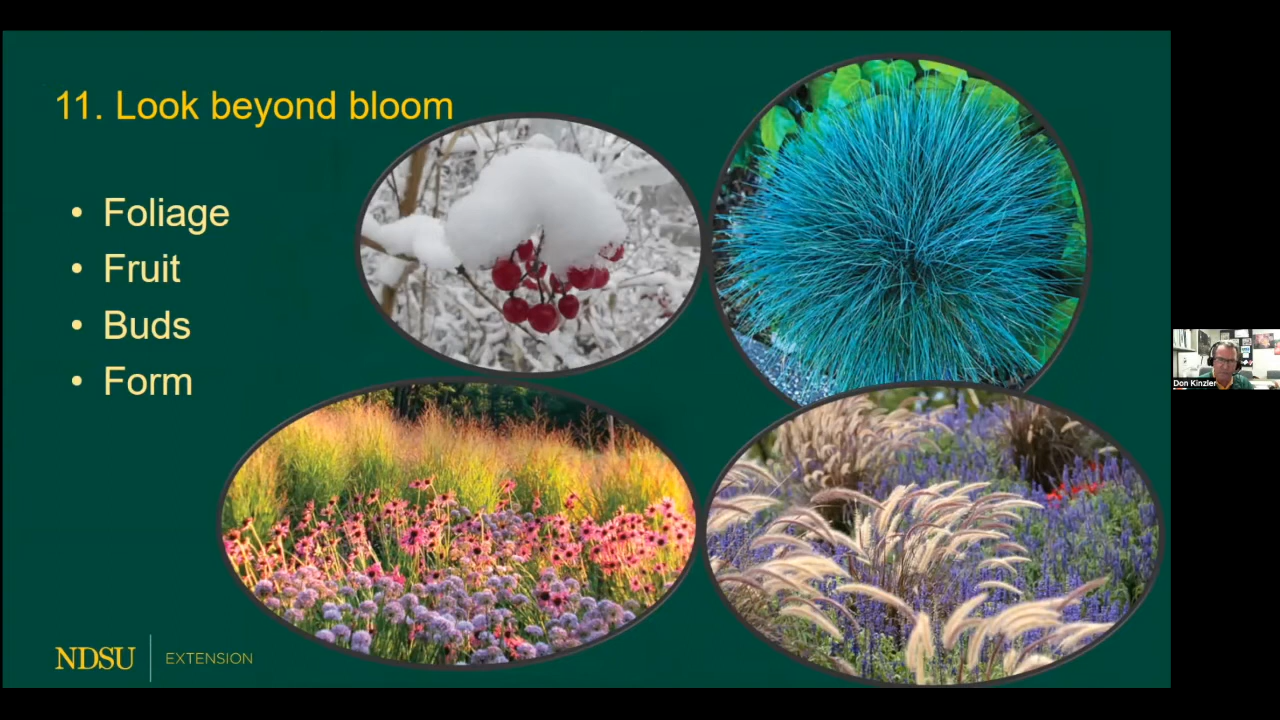 11. Look beyond bloom
• Foliage
• Fruit
• Buds
• Form
NDSU EXTENSION
Don Kinzler